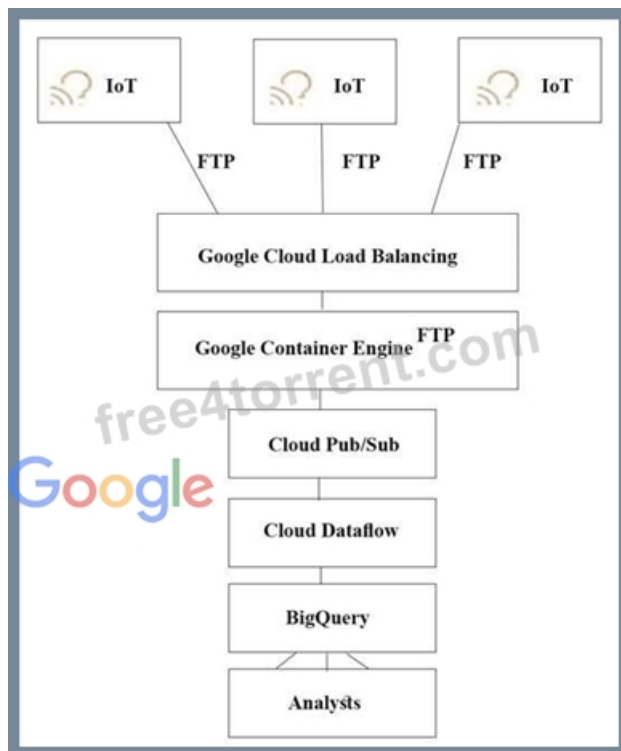 IoT IoT IoT
FTP FTP FTP
Google Cloud Load Balancing
Google Container Engine FTP
free4torrent.com
Cloud Pub/Sub
Google
Cloud Dataflow
BigQuery
Analysts